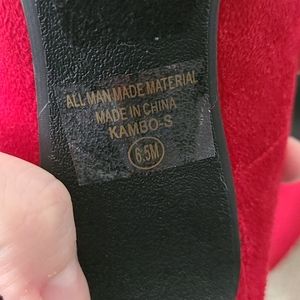 ALL MAN MADE MATERIAL
MADE IN CHINA
KAMBO-S
6.5M